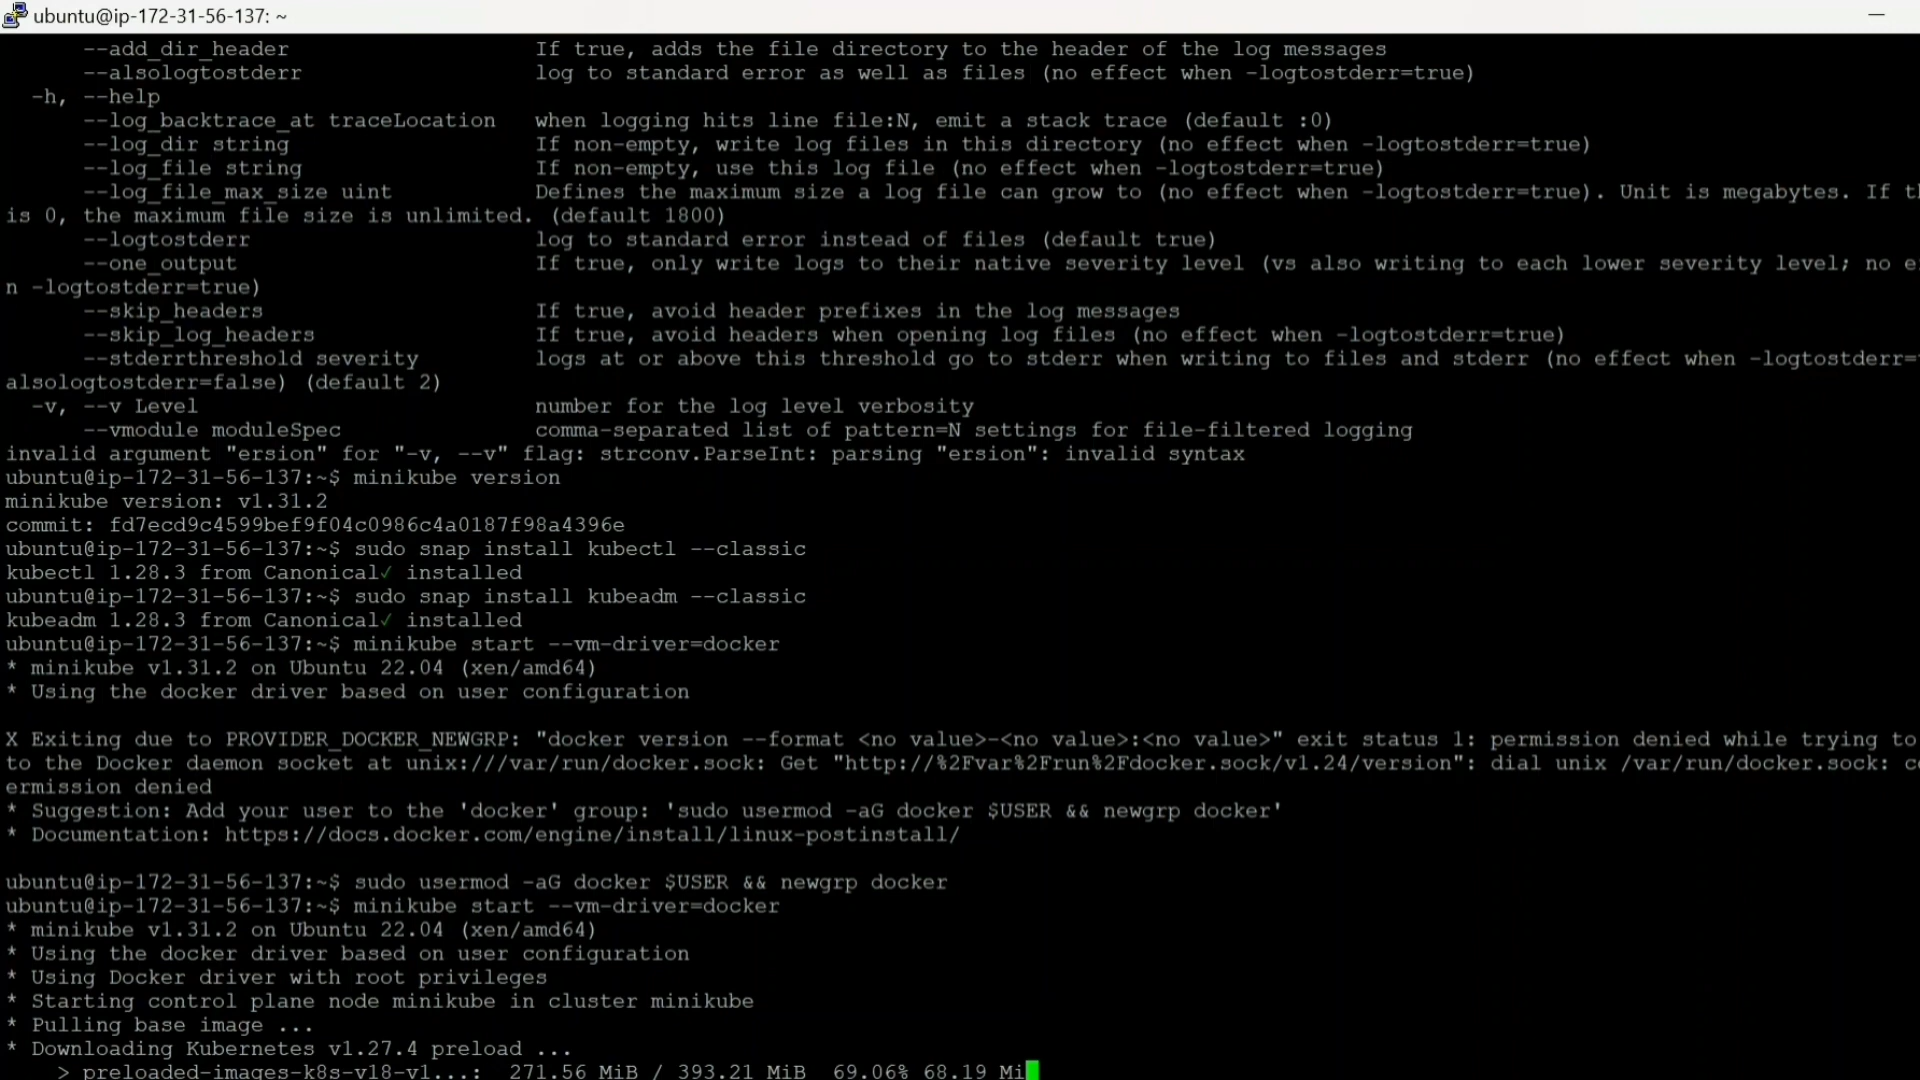 ubuntu@ip-172-31-56-137: ~
--add_dir_header If true, adds the file directory to the header of the log messages
--alsologtostderr log to standard error as well as files (no effect when -logtostderr=true)
-h, --help
--log_backtrace_at traceLocation when logging hits line file:N, emit a stack trace (default :0)
--log_dir string If non-empty, write log files in this directory (no effect when -logtostderr=true)
--log_file string If non-empty, use this log file (no effect when -logtostderr=true)
--log_file_max_size uint Defines the maximum size a log file can grow to (no effect when -logtostderr=true). Unit is megabytes. If
is 0, the maximum file size is unlimited. (default 1800)
--logtostderr log to standard error instead of files (default true)
--one_output If true, only write logs to their native severity level (vs also writing to each lower severity level; no
n -logtostderr=true)
--skip_headers If true, avoid header prefixes in the log messages
--skip_log_headers If true, avoid headers when opening log files (no effect when -logtostderr=true)
--stderrthreshold severity logs at or above this threshold go to stderr when writing to files and stderr (no effect when -logtostderr=
alsologtostderr=false) (default 2)
-v, --v Level number for the log level verbosity
--vmodule moduleSpec comma-separated list of pattern=N settings for file-filtered logging
invalid argument "ersion" for "-v, --v" flag: strconv.ParseInt: parsing "ersion": invalid syntax
ubuntu@ip-172-31-56-137:~$ minikube version
minikube version: v1.31.2
commit: fd7ecd9c4599bef9f04c0986c4a0187f98a4396e
ubuntu@ip-172-31-56-137:~$ sudo snap install kubectl --classic
kubectl 1.28.3 from Canonical✓ installed
ubuntu@ip-172-31-56-137:~$ sudo snap install kubeadm --classic
kubeadm 1.28.3 from Canonical✓ installed
ubuntu@ip-172-31-56-137:~$ minikube start --vm-driver=docker
* minikube v1.31.2 on Ubuntu 22.04 (xen/amd64)
* Using the docker driver based on user configuration
X Exiting due to PROVIDER_DOCKER_NEWGRP: "docker version --format <no value>-<no value>:<no value>" exit status 1: permission denied while trying to
to the Docker daemon socket at unix:///var/run/docker.sock: Get "http://%2Fvar%2Frun%2Fdocker.sock/v1.24/version": dial unix /var/run/docker.sock:
ermission denied
* Suggestion: Add your user to the 'docker' group: 'sudo usermod -aG docker $USER && newgrp docker'
* Documentation: https://docs.docker.com/engine/install/linux-postinstall/
ubuntu@ip-172-31-56-137:~$ sudo usermod -aG docker $USER && newgrp docker
ubuntu@ip-172-31-56-137:~$ minikube start --vm-driver=docker
* minikube v1.31.2 on Ubuntu 22.04 (xen/amd64)
* Using the docker driver based on user configuration
* Using Docker driver with root privileges
* Starting control plane node minikube in cluster minikube
* Pulling base image ...
* Downloading Kubernetes v1.27.4 preload ...
> preloaded-images-k8s-v18-v1...: 271.56 MiB / 393.21 MiB 69.06% 68.19 Mi